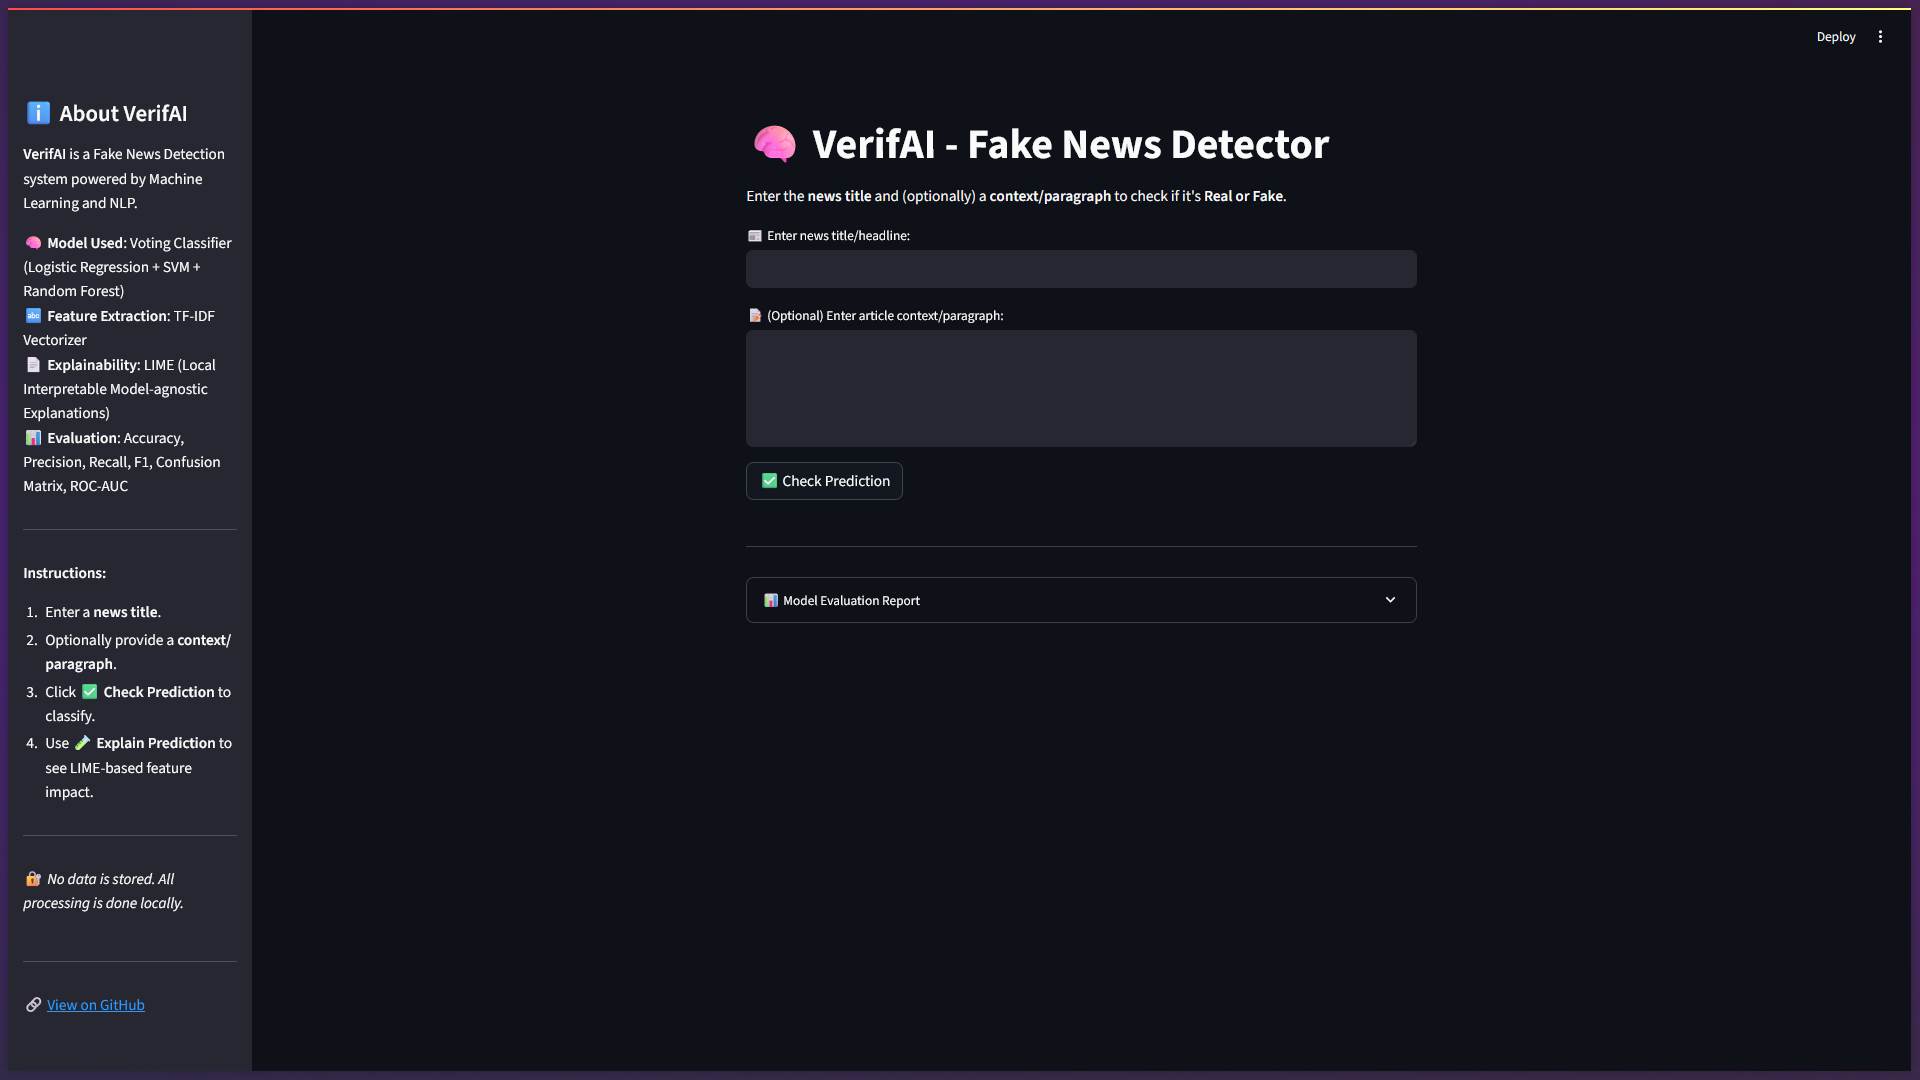 Deploy
ℹ️ About VerifAI
VerifAI is a Fake News Detection
system powered by Machine
Learning and NLP.
🧠 Model Used: Voting Classifier
(Logistic Regression + SVM +
Random Forest)
🔤 Feature Extraction: TF-IDF
Vectorizer
📄 Explainability: LIME (Local
Interpretable Model-agnostic
Explanations)
📊 Evaluation: Accuracy,
Precision, Recall, F1, Confusion
Matrix, ROC-AUC
Instructions:
1. Enter a news title.
2. Optionally provide a context/
paragraph.
3. Click ✅ Check Prediction to
classify.
4. Use 🧪 Explain Prediction to
see LIME-based feature
impact.
🔐 No data is stored. All
processing is done locally.
🔗 View on GitHub
🧠 VerifAI - Fake News Detector
Enter the news title and (optionally) a context/paragraph to check if it's Real or Fake.
📰 Enter news title/headline:
📝 (Optional) Enter article context/paragraph:
✅ Check Prediction
📊 Model Evaluation Report